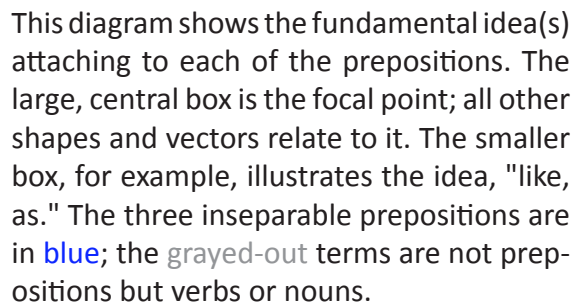 This diagram shows the fundamental idea(s)
attaching to each of the prepositions. The
large, central box is the focal point; all other
shapes and vectors relate to it. The smaller
box, for example, illustrates the idea, "like,
as." The three inseparable prepositions are
in blue; the grayed-out terms are not prep-
ositions but verbs or nouns.